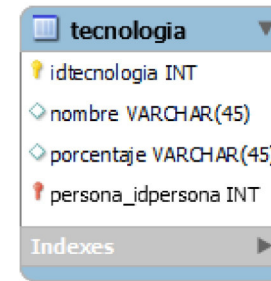 tecnologia
idtecnologia INT
nombre VARCHAR(45)
porcentaje VARCHAR(45)
persona_idpersona INT
Indexes